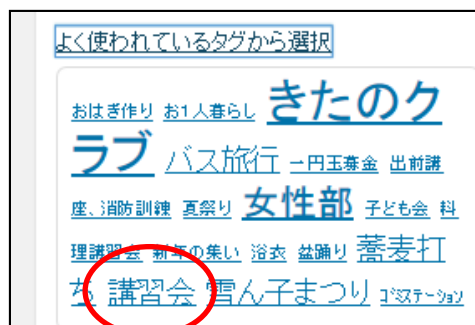 よく使われているタグから選択
おはぎ作り お1人暮らし きたのク
ラブ バス旅行 一円玉募金 出前講
座、消防訓練 夏祭り 女性部 子ども会 料
理講習会 新年の集い 浴衣 盆踊り 蕎麦打
ち 講習会 雪ん子まつり ゴミステーション